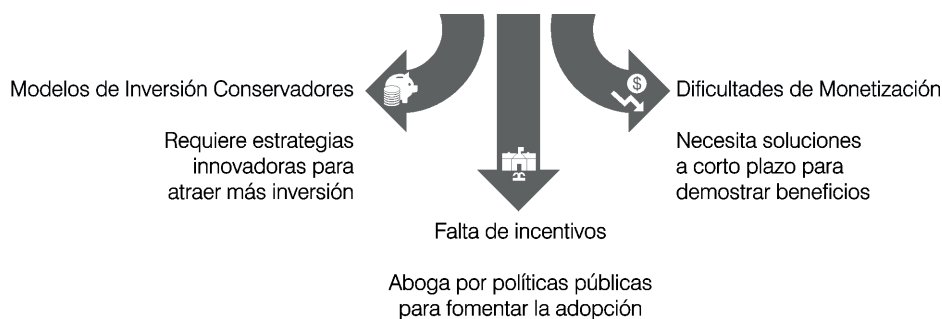 Modelos de Inversión Conservadores
Requiere estrategias
innovadoras para
atraer más inversión
$
Dificultades de Monetización
Necesita soluciones
a corto plazo para
demostrar beneficios
Falta de incentivos
Aboga por políticas públicas
para fomentar la adopción